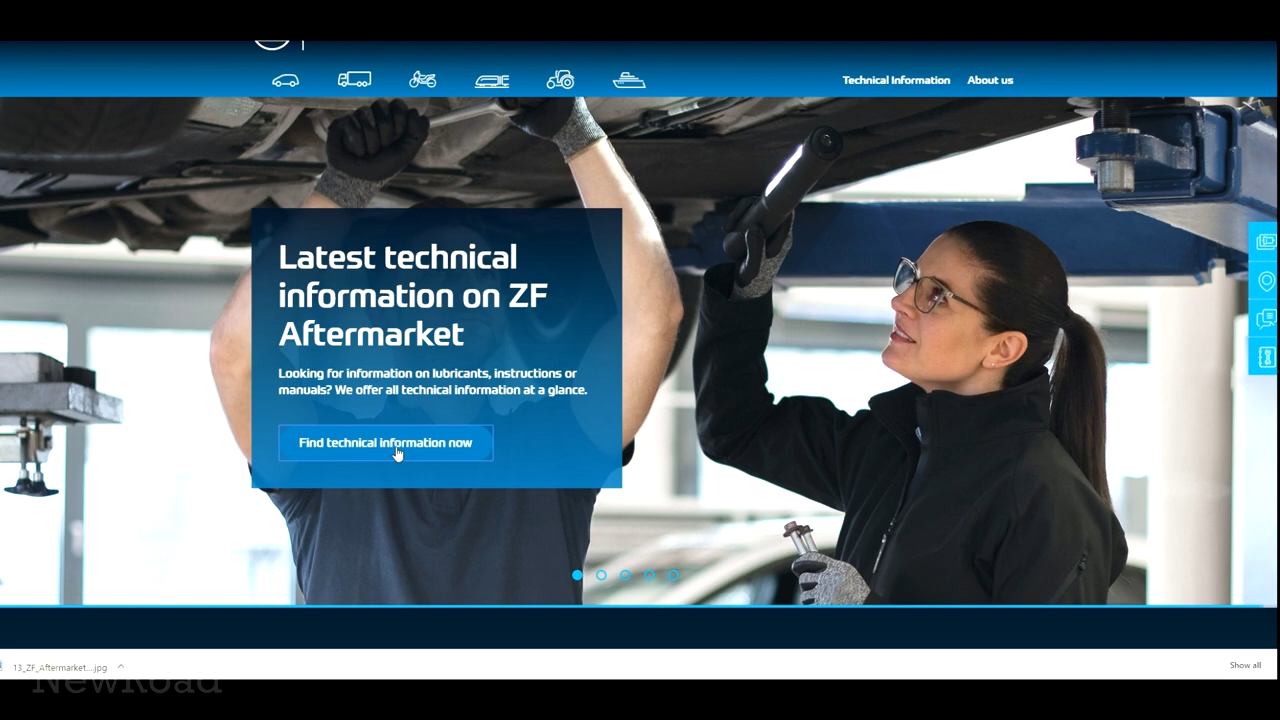 Technical Information About us
Latest technical
information on ZF
Aftermarket
Looking for information on lubricants, instructions or
manuals? We offer all technical information at a glance.
Find technical information now
13_ZF_Aftermarket....jpg
Show all
NewRoad